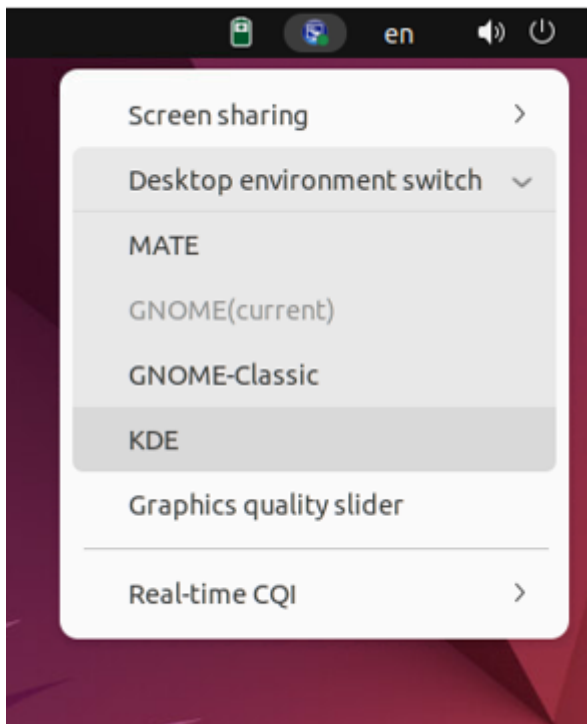 en
Screen sharing
Desktop environment switch
MATE
GNOME(current)
GNOME-Classic
KDE
Graphics quality slider
Real-time CQI